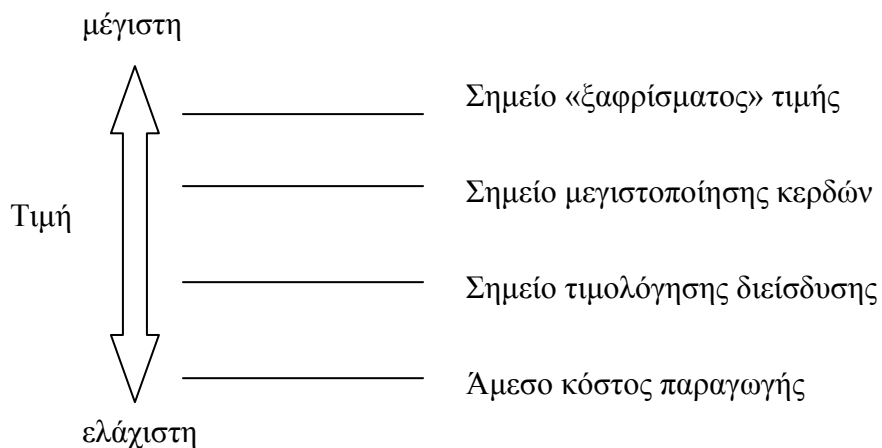 μέγιστη
Σημείο «ξαφρίσματος» τιμής
Σημείο μεγιστοποίησης κερδών
Τιμή
Σημείο τιμολόγησης διείσδυσης
Άμεσο κόστος παραγωγής
ελάχιστη